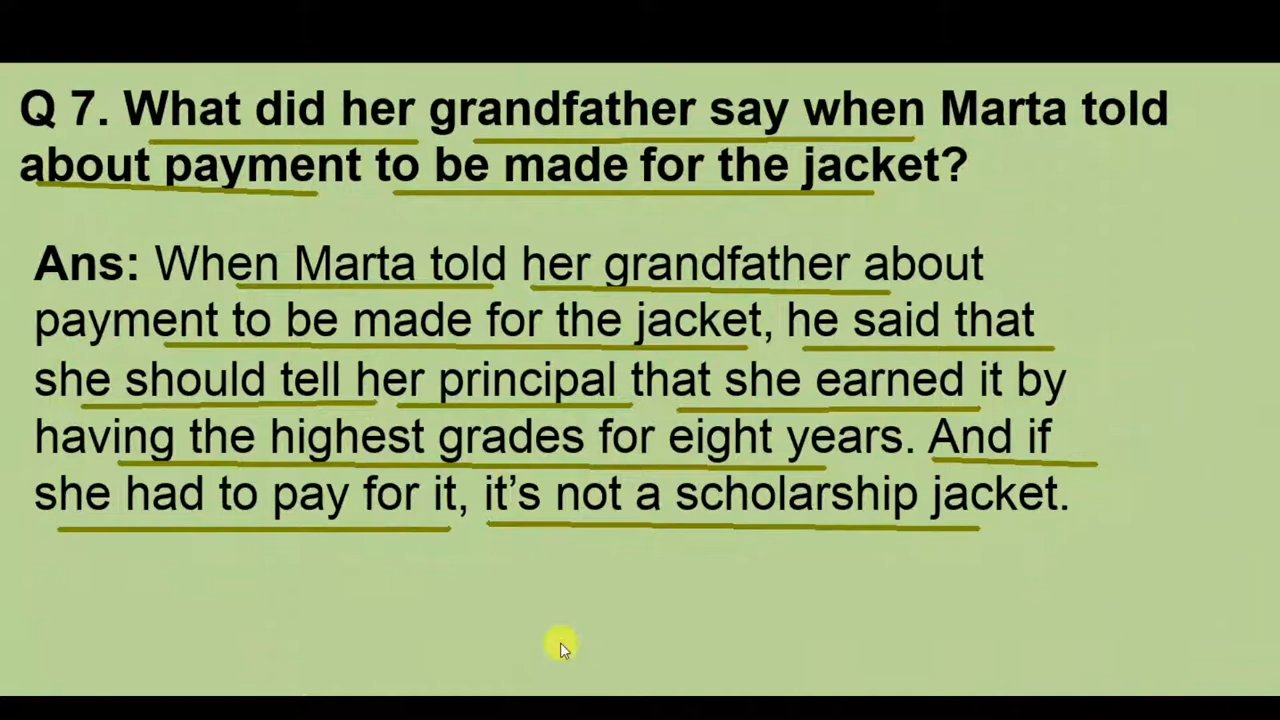 Q 7. What did her grandfather say when Marta told
about payment to be made for the jacket?
Ans: When Marta told her grandfather about
payment to be made for the jacket, he said that
she should tell her principal that she earned it by
having the highest grades for eight years. And if
she had to pay for it, it’s not a scholarship jacket.